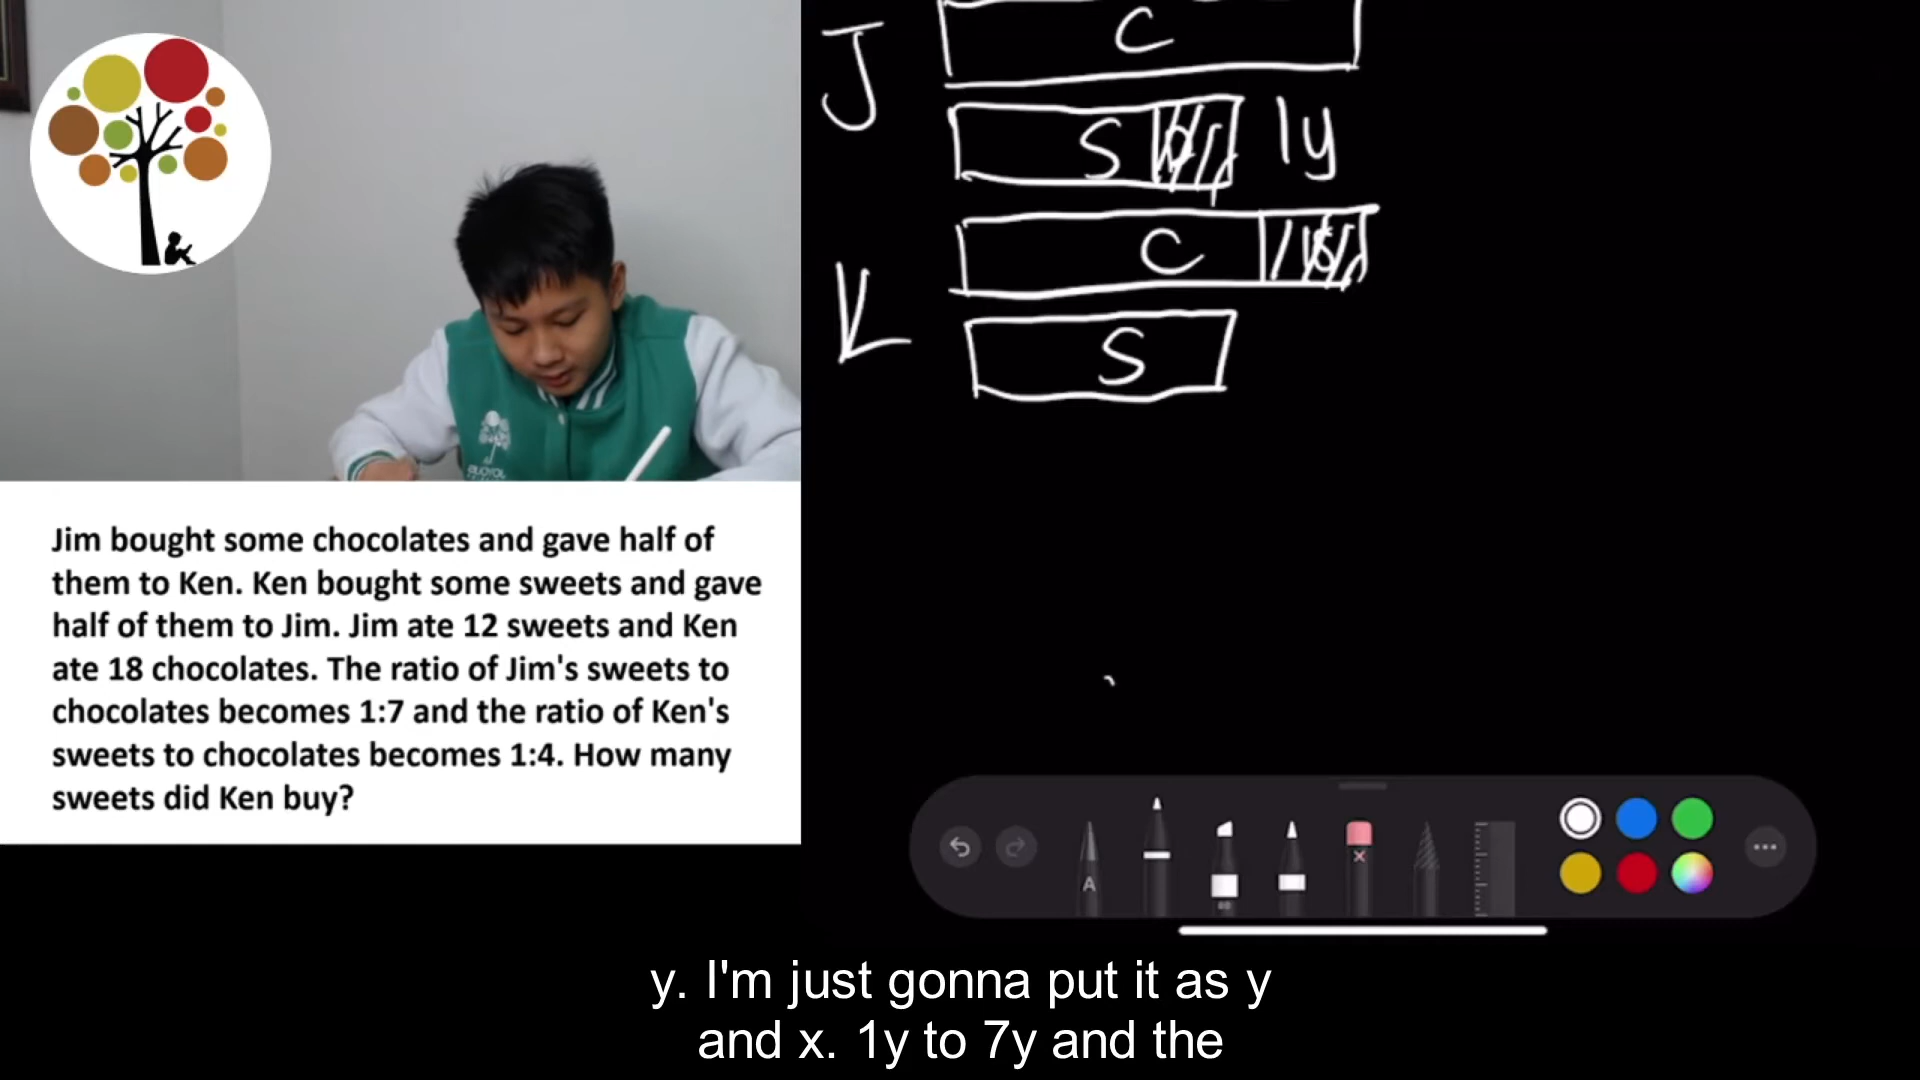 J
C
S
1y
C
K
S
Jim bought some chocolates and gave half of
them to Ken. Ken bought some sweets and gave
half of them to Jim. Jim ate 12 sweets and Ken
ate 18 chocolates. The ratio of Jim's sweets to
chocolates becomes 1:7 and the ratio of Ken's
sweets to chocolates becomes 1:4. How many
sweets did Ken buy?
A
y. I'm just gonna put it as y
and x. 1y to 7y and the